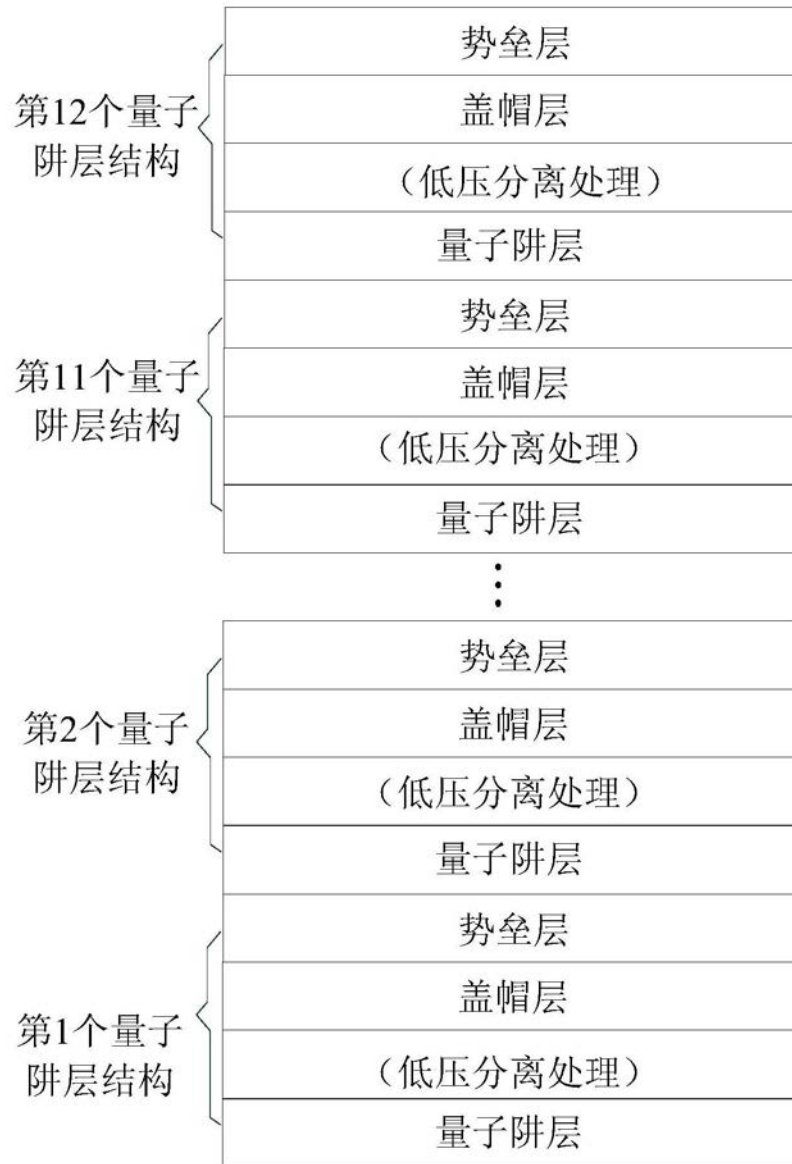 势垒层
盖帽层
(低压分离处理)
量子阱层
第12个量子
阱层结构
势垒层
盖帽层
(低压分离处理)
量子阱层
第11个量子
阱层结构
⋮
势垒层
盖帽层
(低压分离处理)
量子阱层
第2个量子
阱层结构
势垒层
盖帽层
(低压分离处理)
量子阱层
第1个量子
阱层结构